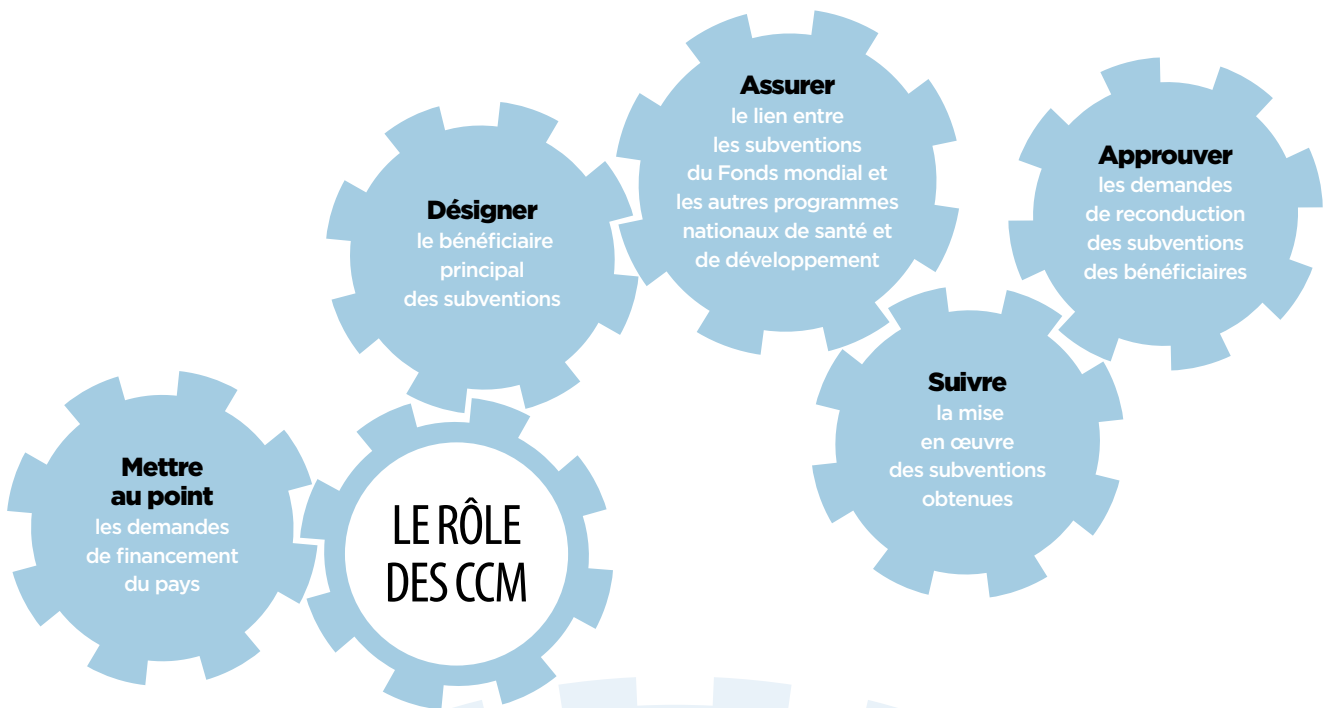 Mettre
au point
les demandes
de financement
du pays
LE RÔLE
DES CCM
Désigner
le bénéficiaire
principal
des subventions
Assurer
le lien entre
les subventions
du Fonds mondial et
les autres programmes
nationaux de santé et
de développement
Suivre
la mise
en œuvre
des subventions
obtenues
Approuver
les demandes
de reconduction
des subventions
des bénéficiaires